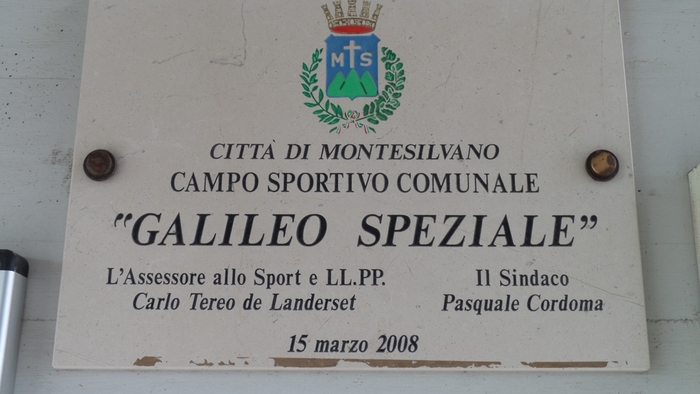 M S
CITTÀ DI MONTESILVANO
CAMPO SPORTIVO COMUNALE
"GALILEO SPEZIALE"
L'Assessore allo Sport e LL.PP.
Carlo Tereo de Landerset
Il Sindaco
Pasquale Cordoma
15 marzo 2008